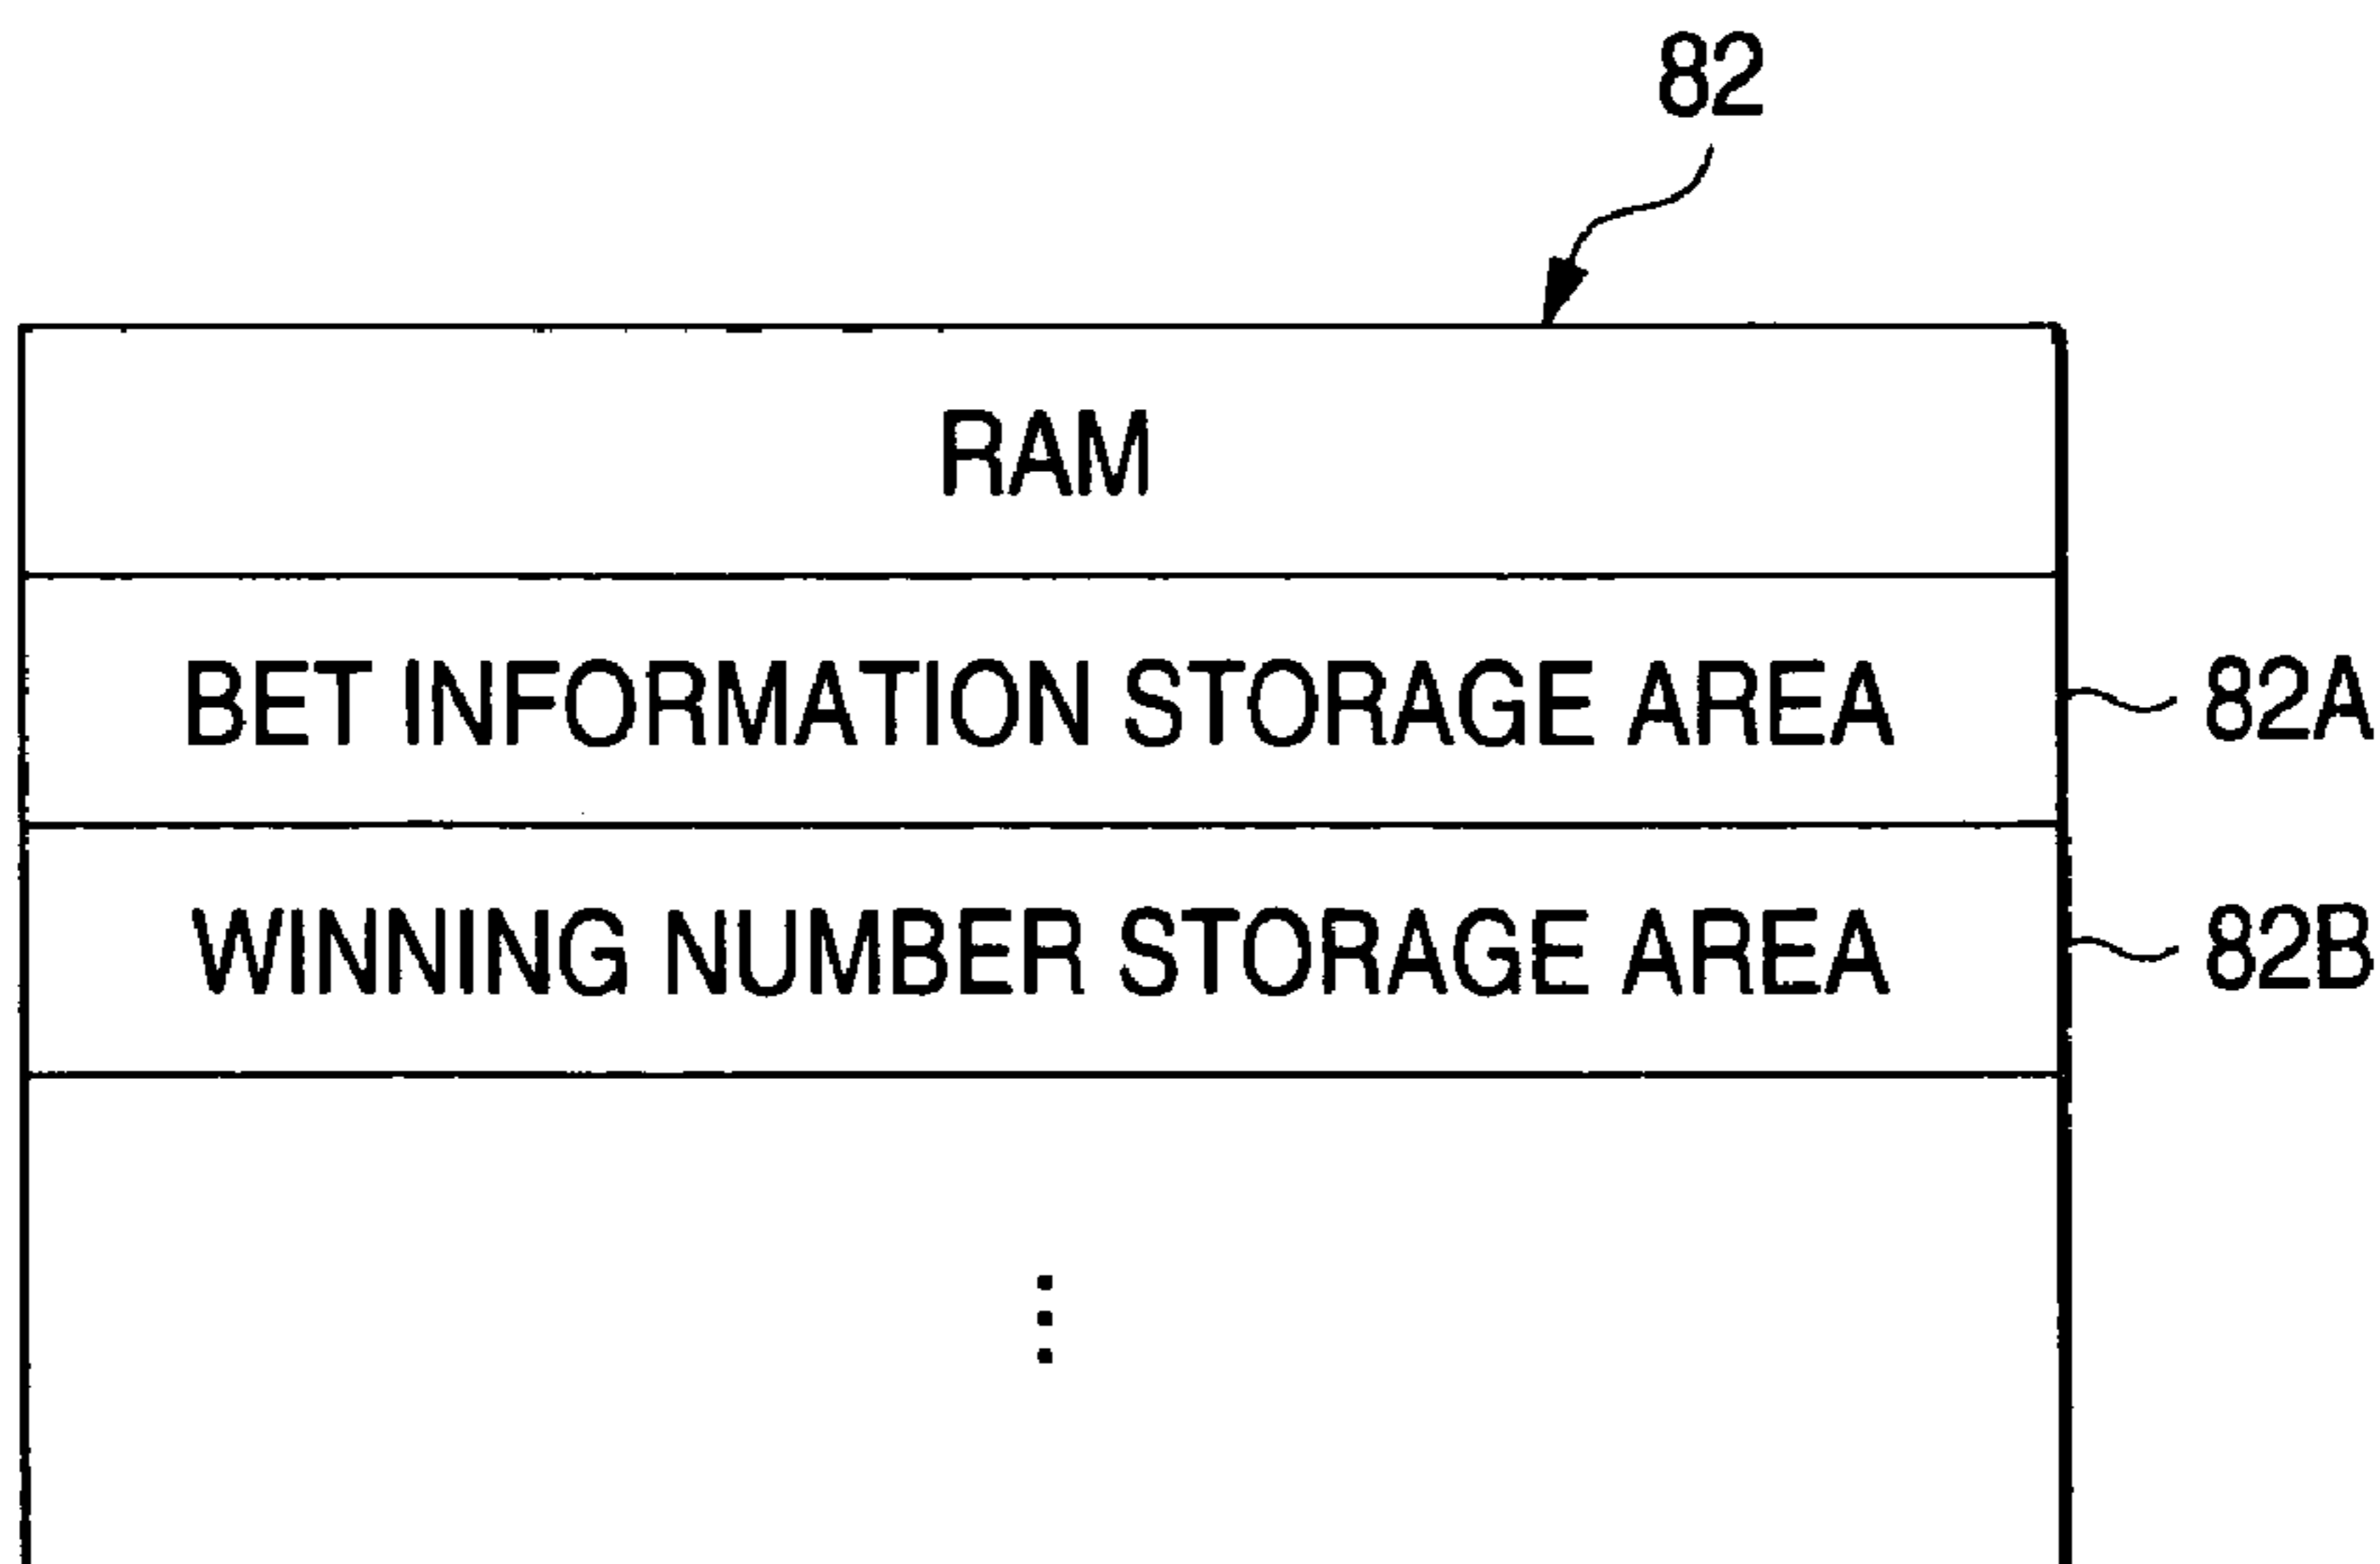 82
RAM
BET INFORMATION STORAGE AREA
82A
WINNING NUMBER STORAGE AREA
82B